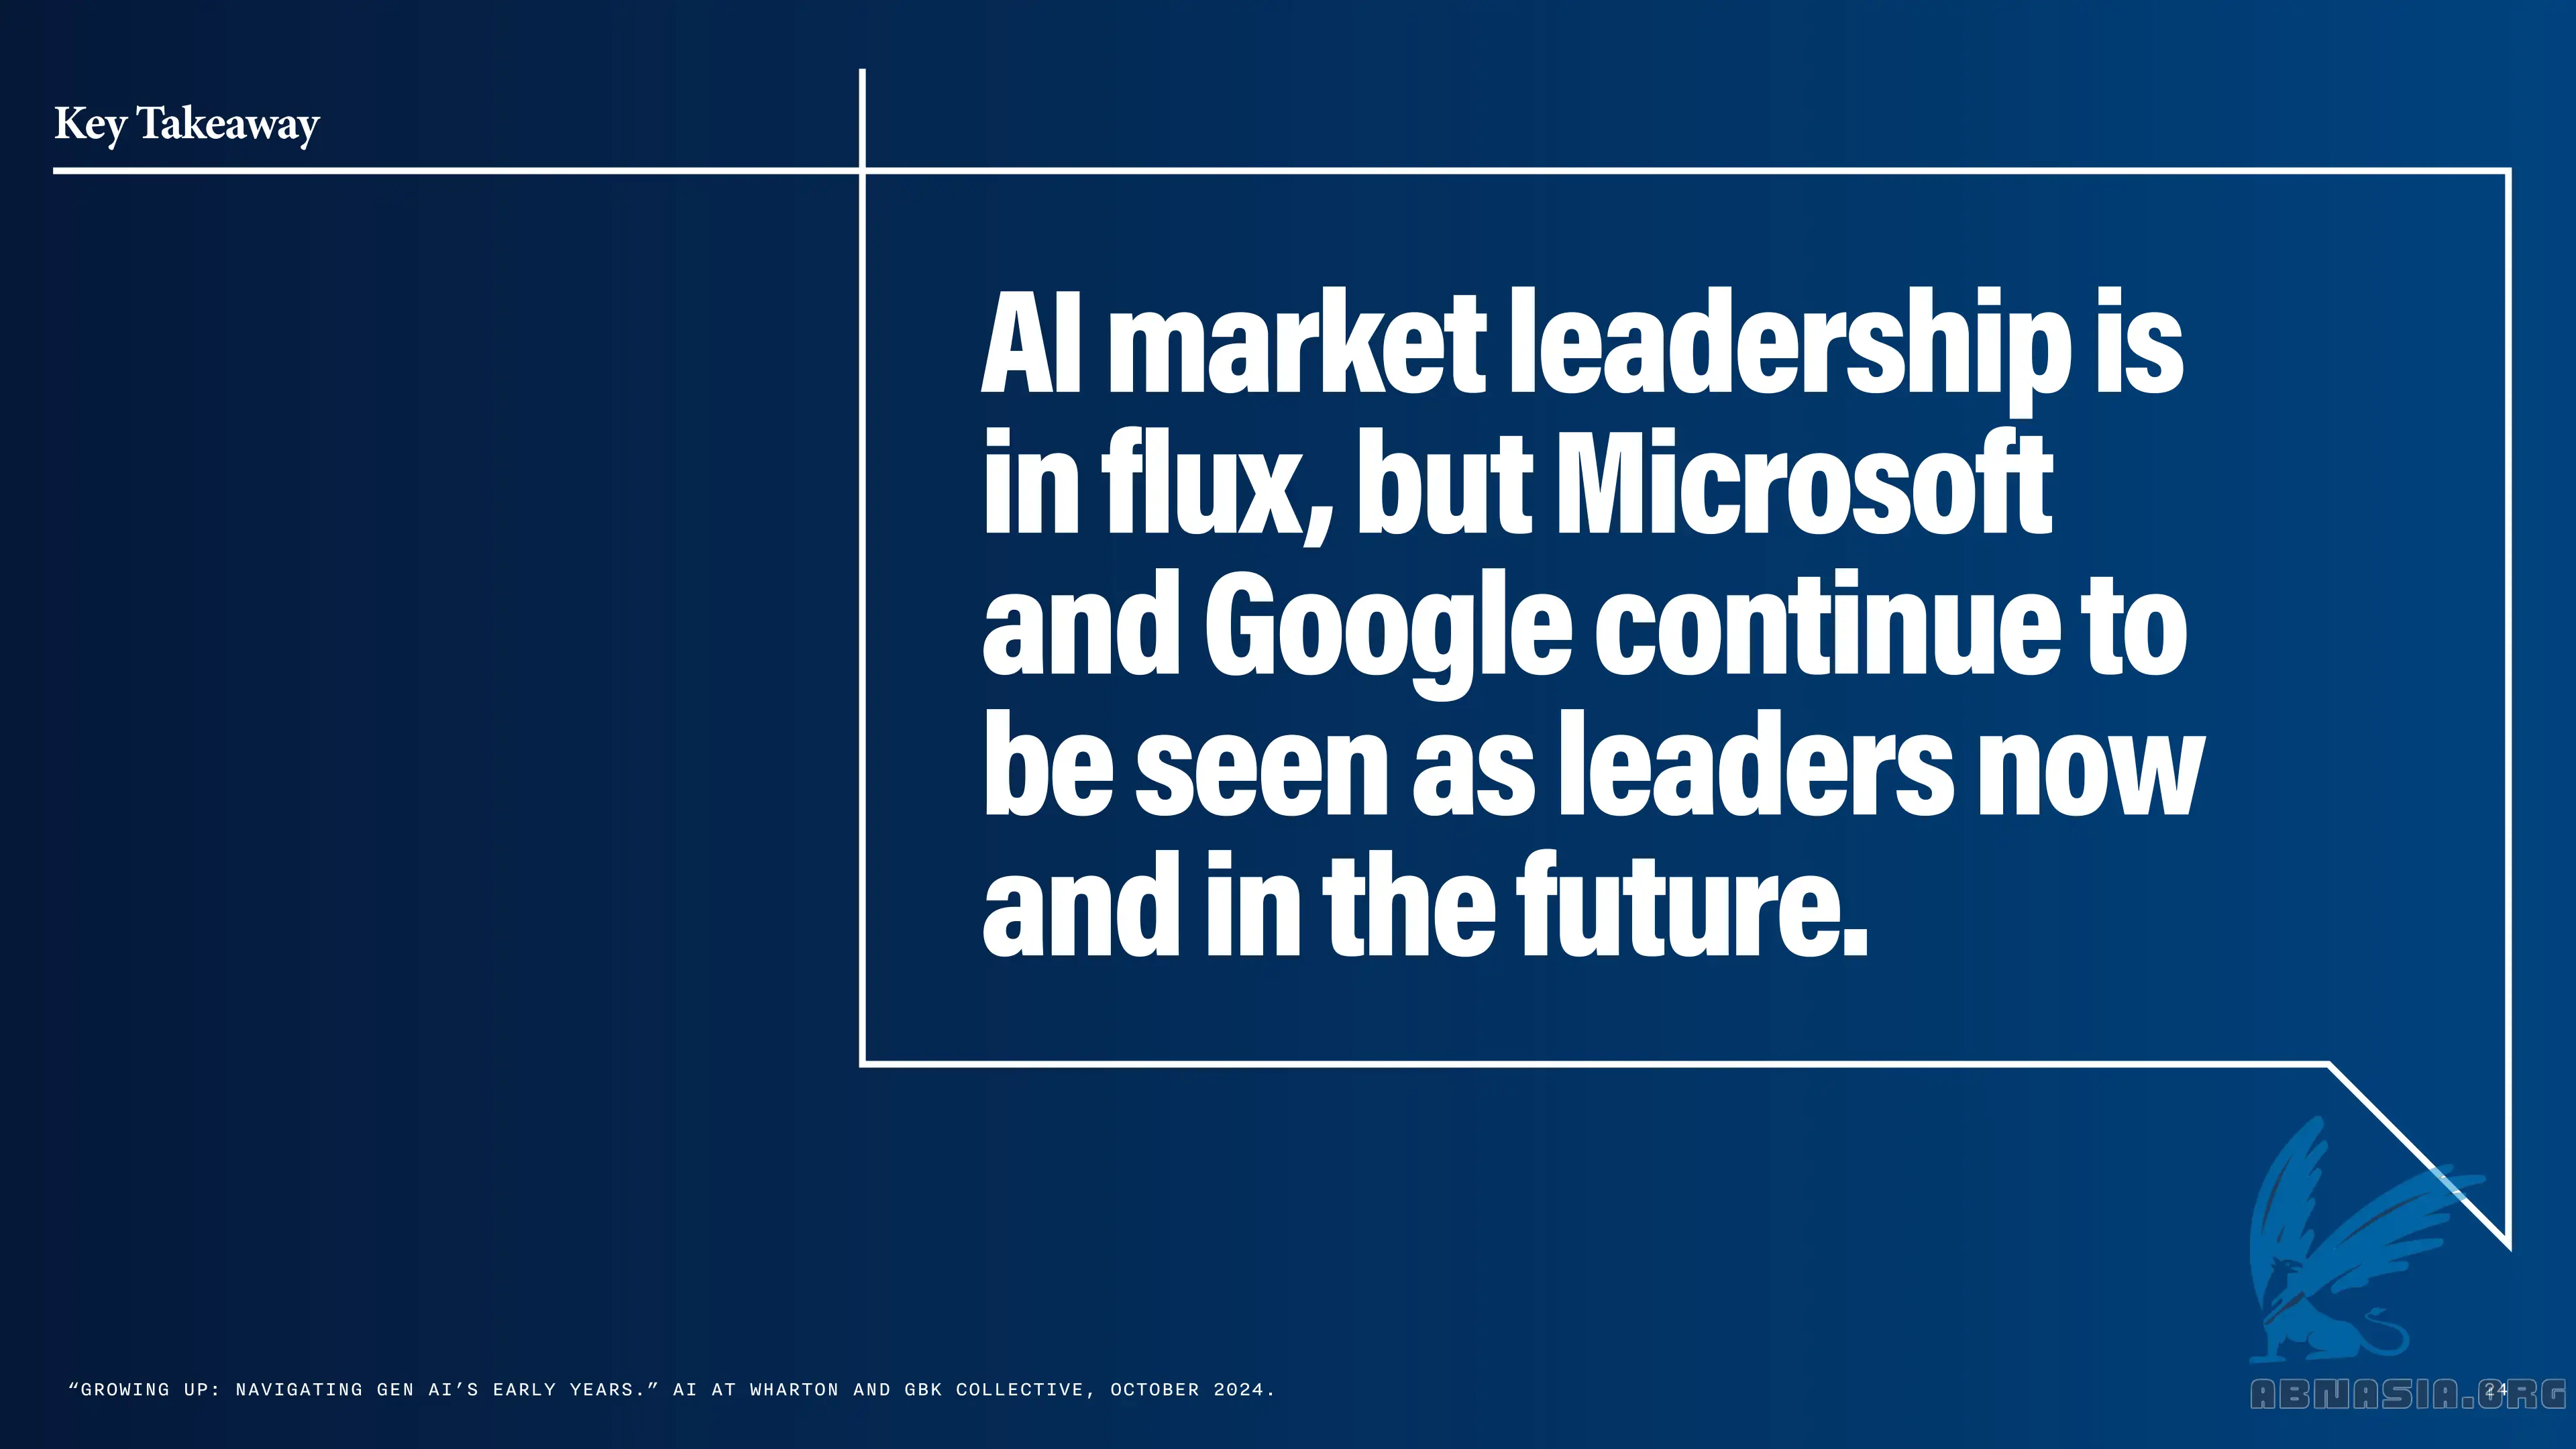 Key Takeaway
AI market leadership is
in flux, but Microsoft
and Google continue to
be seen as leaders now
and in the future.
“GROWING UP: NAVIGATING GEN AI’S EARLY YEARS.” AI AT WHARTON AND GBK COLLECTIVE, OCTOBER 2024.
24
ABNASIA.ORG